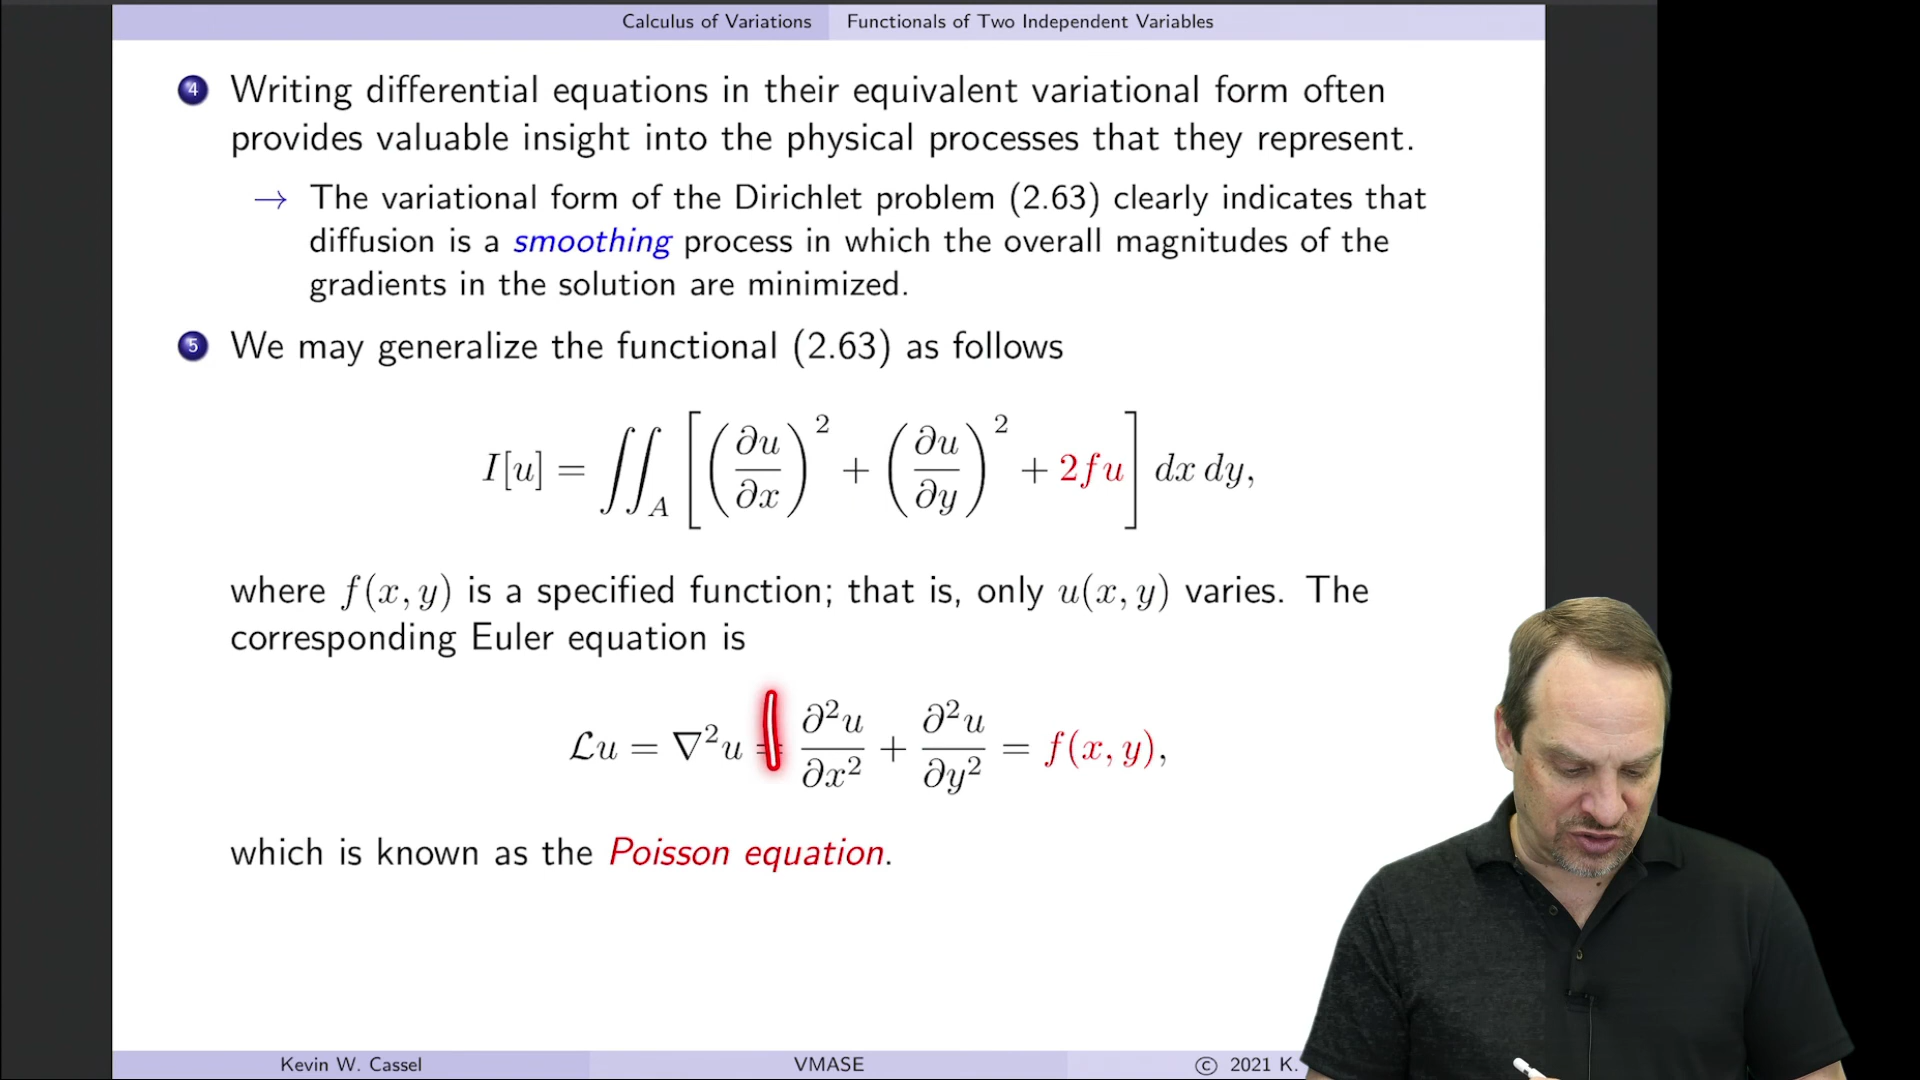 Calculus of Variations Functionals of Two Independent Variables
4 Writing differential equations in their equivalent variational form often
provides valuable insight into the physical processes that they represent.
→ The variational form of the Dirichlet problem (2.63) clearly indicates that
diffusion is a smoothing process in which the overall magnitudes of the
gradients in the solution are minimized.
5 We may generalize the functional (2.63) as follows
I[u] = ∬_A [ (∂u/∂x)² + (∂u/∂y)² + 2fu ] dx dy,
where f(x, y) is a specified function; that is, only u(x, y) varies. The
corresponding Euler equation is
ℒu = ∇²u = ∂²u/∂x² + ∂²u/∂y² = f(x, y),
which is known as the Poisson equation.
Kevin W. Cassel VMASE © 2021 K.